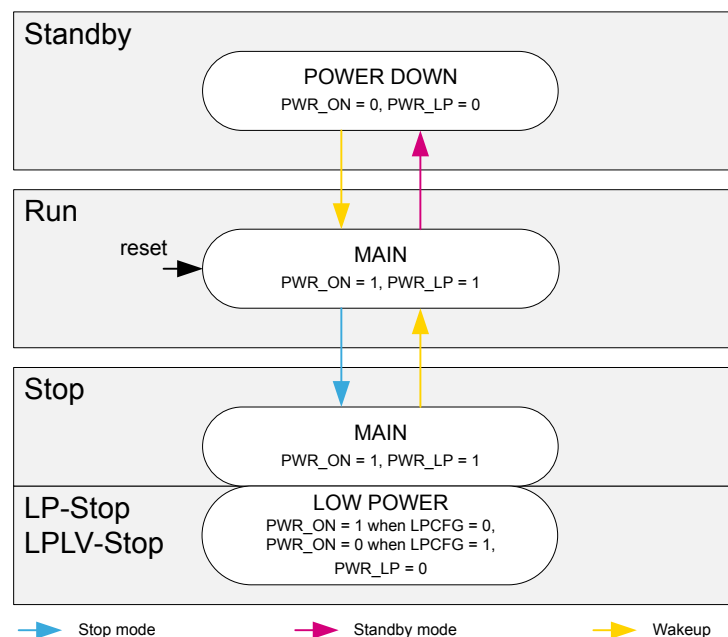 Standby
POWER DOWN
PWR_ON = 0, PWR_LP = 0
Run
reset
MAIN
PWR_ON = 1, PWR_LP = 1
Stop
MAIN
PWR_ON = 1, PWR_LP = 1
LP-Stop
LPLV-Stop
LOW POWER
PWR_ON = 1 when LPCFG = 0,
PWR_ON = 0 when LPCFG = 1,
PWR_LP = 0
Stop mode
Standby mode
Wakeup